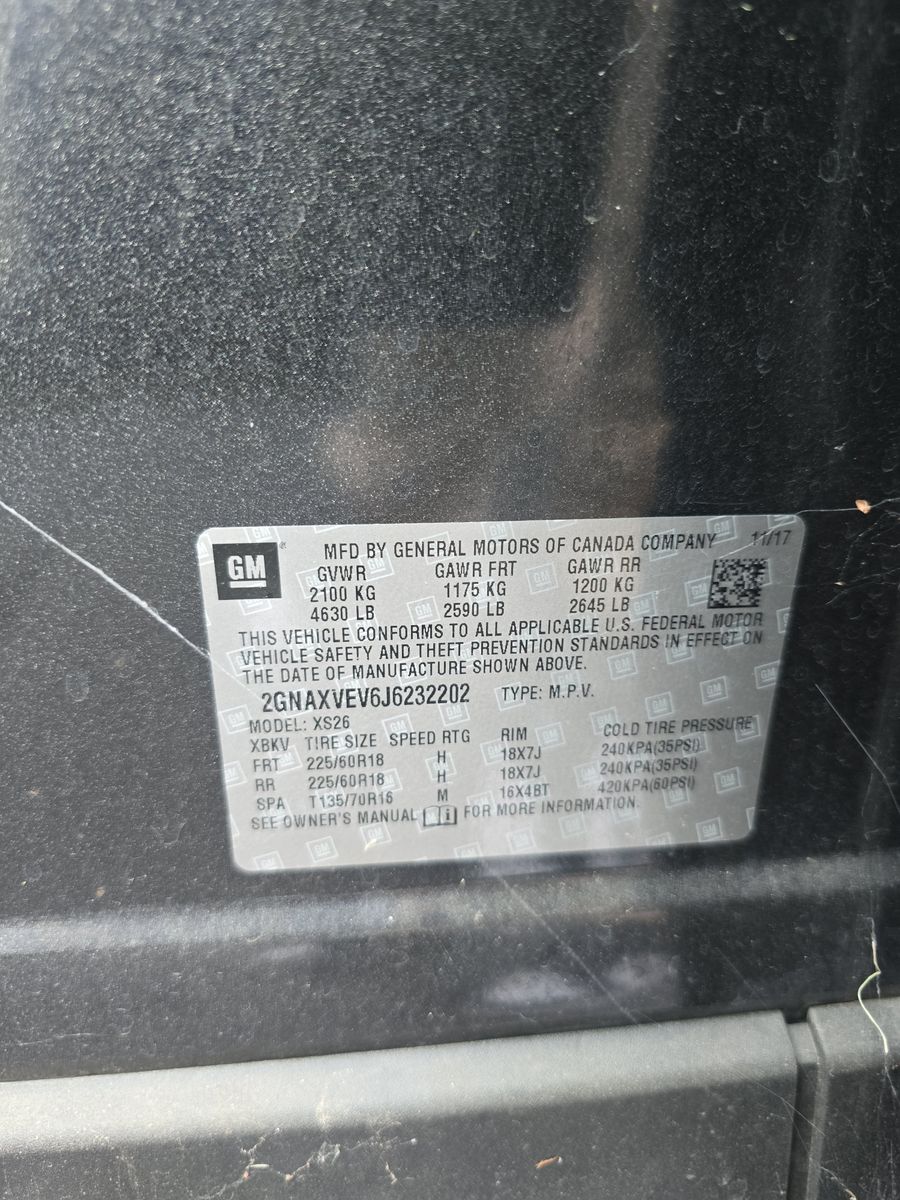 GM MFD BY GENERAL MOTORS OF CANADA COMPANY 11/17
GVWR GAWR FRT GAWR RR
2100 KG 1175 KG 1200 KG
4630 LB 2590 LB 2645 LB
THIS VEHICLE CONFORMS TO ALL APPLICABLE U.S. FEDERAL MOTOR
VEHICLE SAFETY AND THEFT PREVENTION STANDARDS IN EFFECT ON
THE DATE OF MANUFACTURE SHOWN ABOVE.
2GNAXVEV6J6232202 TYPE: M.P.V.
MODEL: XS26
XBKV TIRE SIZE SPEED RTG RIM COLD TIRE PRESSURE
FRT 225/60R18 H 18X7J 240KPA(35PSI)
RR 225/60R18 H 18X7J 240KPA(35PSI)
SPA T135/70R16 M 16X4BT 420KPA(60PSI)
SEE OWNER'S MANUAL FOR MORE INFORMATION.